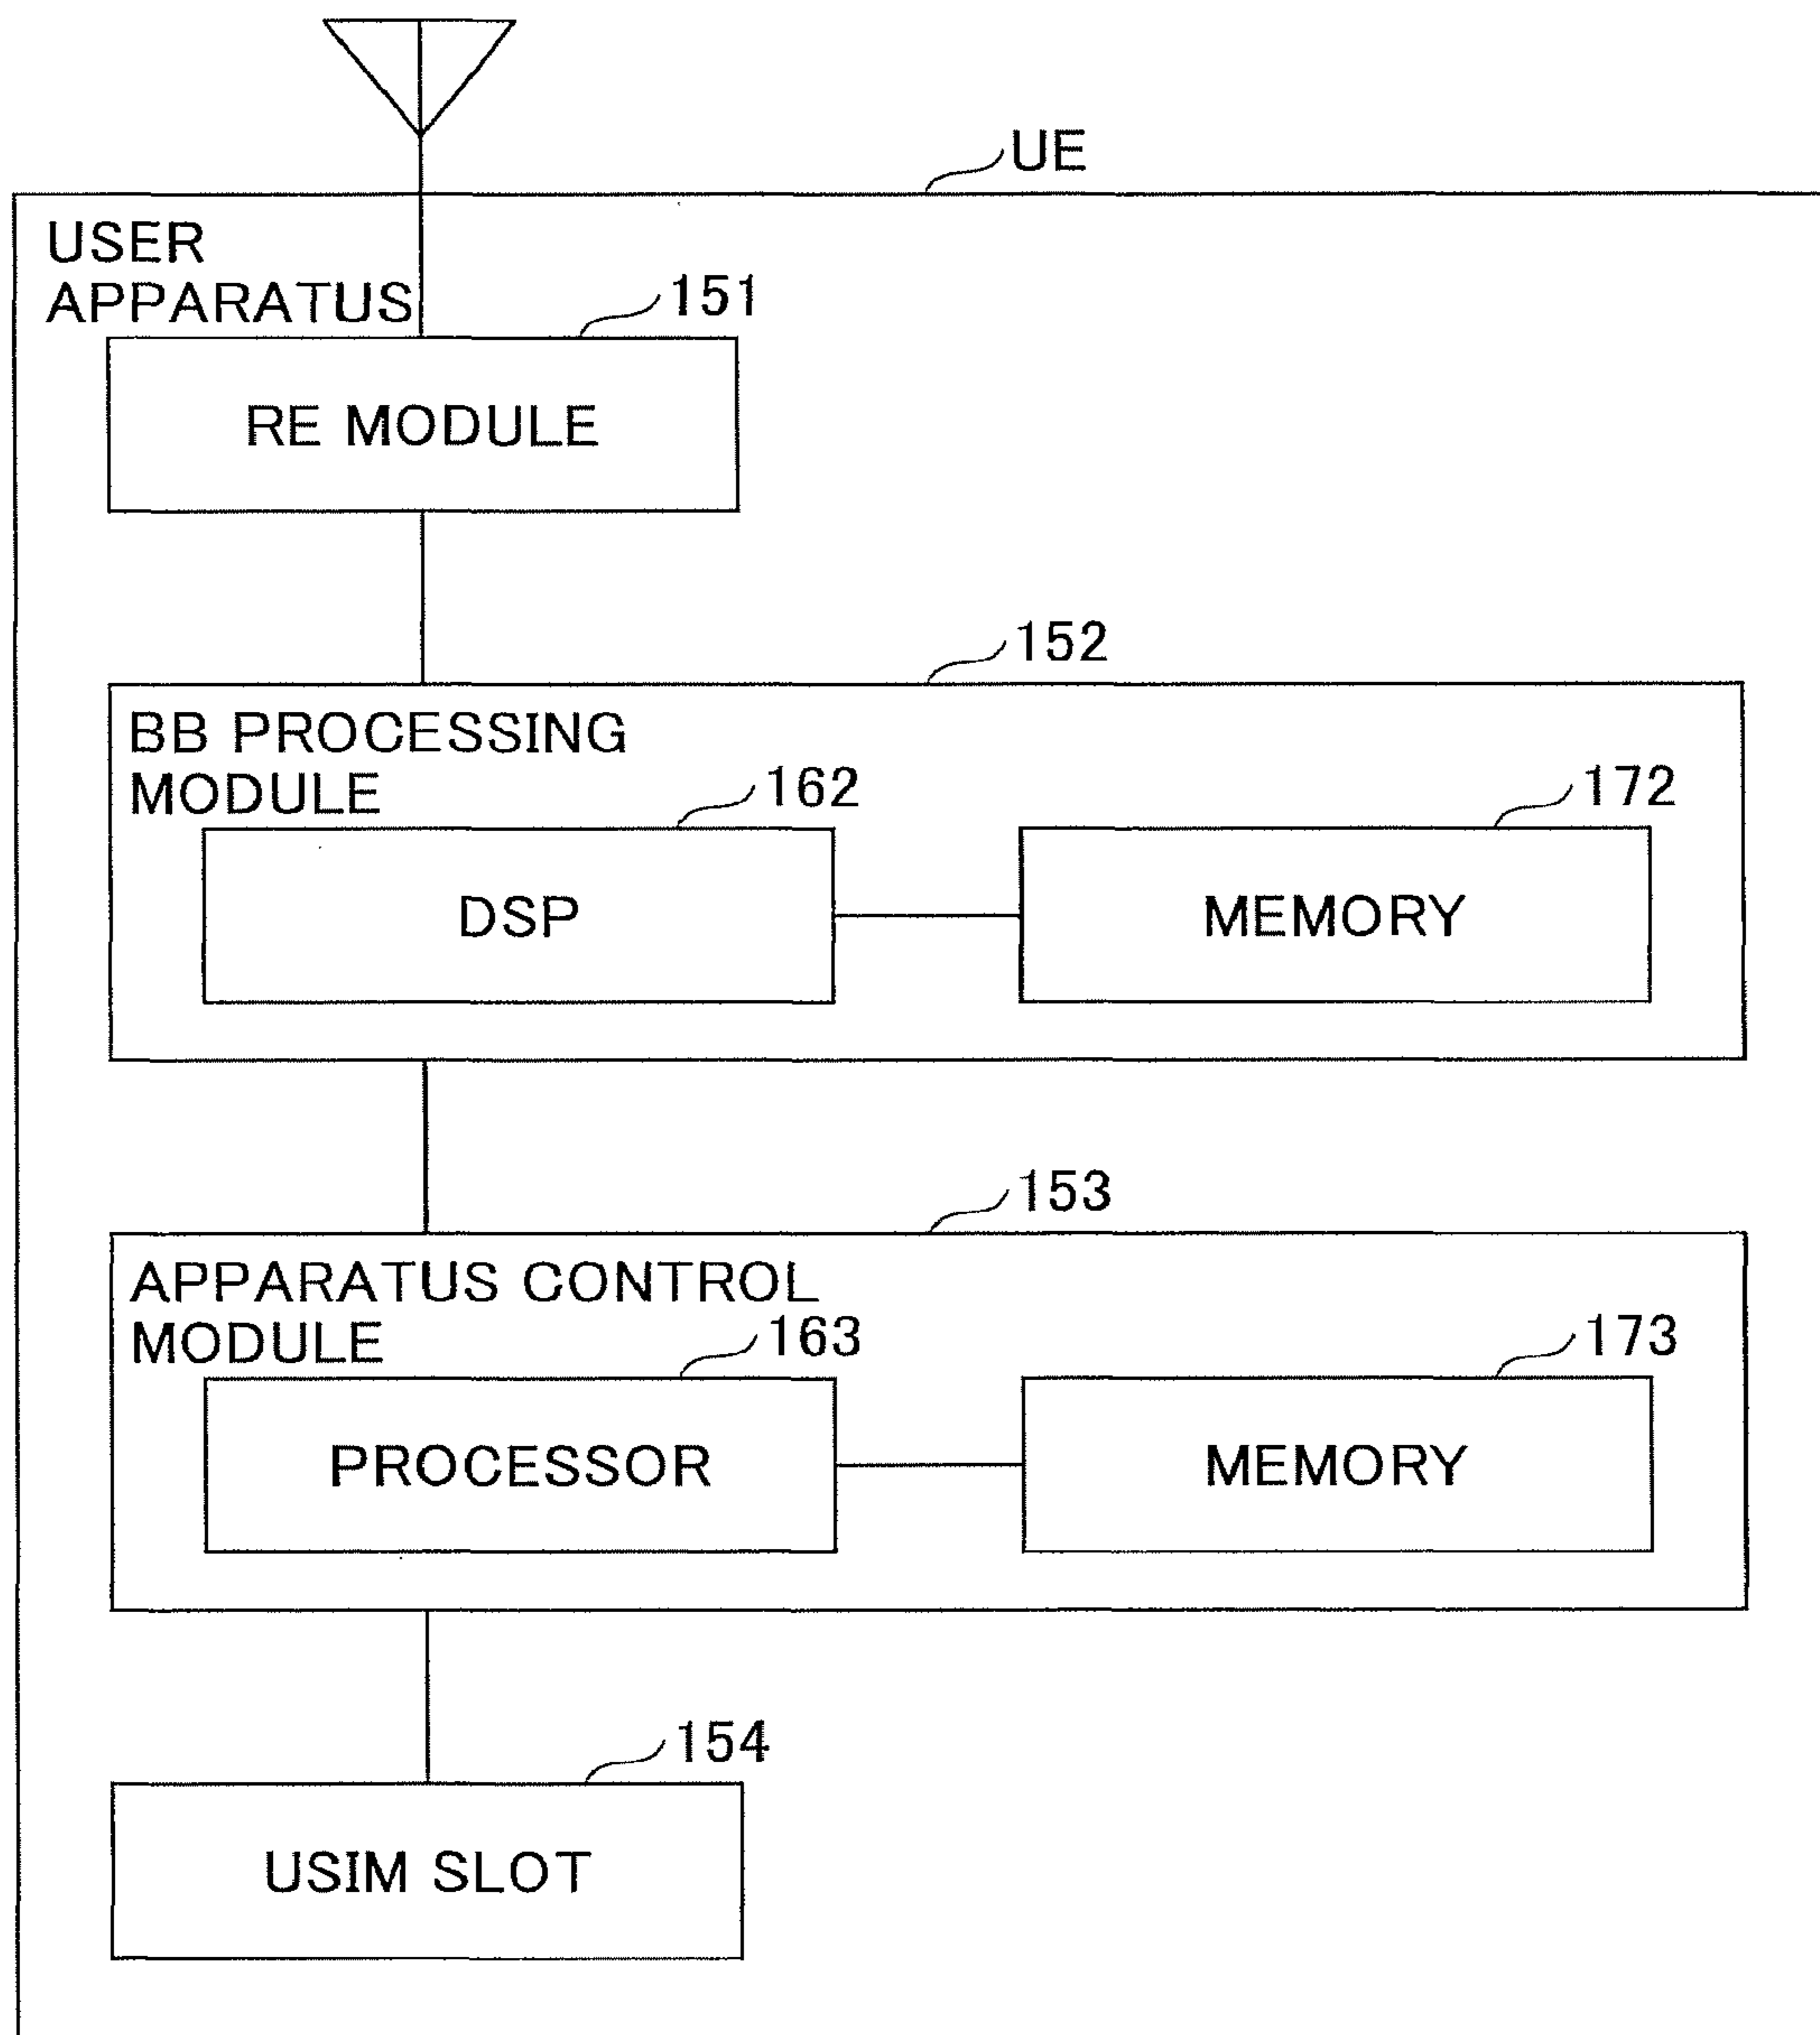 UE
USER
APPARATUS
151
RE MODULE
152
BB PROCESSING
MODULE
162
172
DSP
MEMORY
153
APPARATUS CONTROL
MODULE
163
173
PROCESSOR
MEMORY
154
USIM SLOT